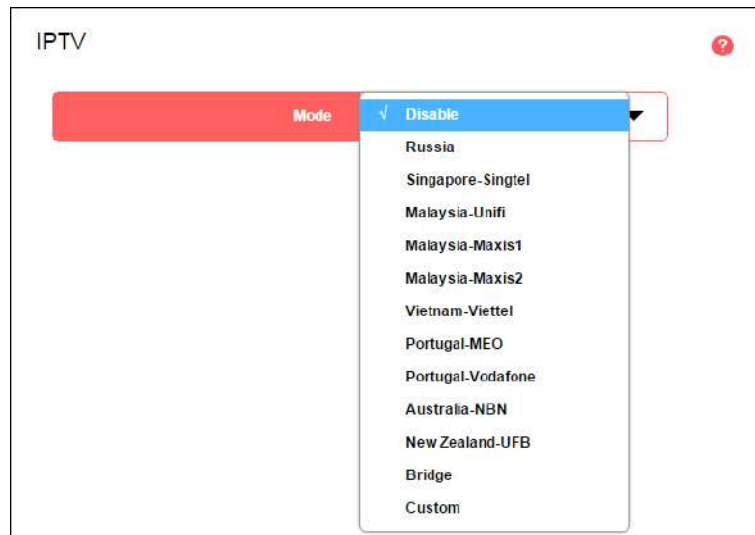 IPTV
?
Mode
√ Disable
Russia
Singapore-Singtel
Malaysia-Unifi
Malaysia-Maxis1
Malaysia-Maxis2
Vietnam-Viettel
Portugal-MEO
Portugal-Vodafone
Australia-NBN
New Zealand-UFB
Bridge
Custom